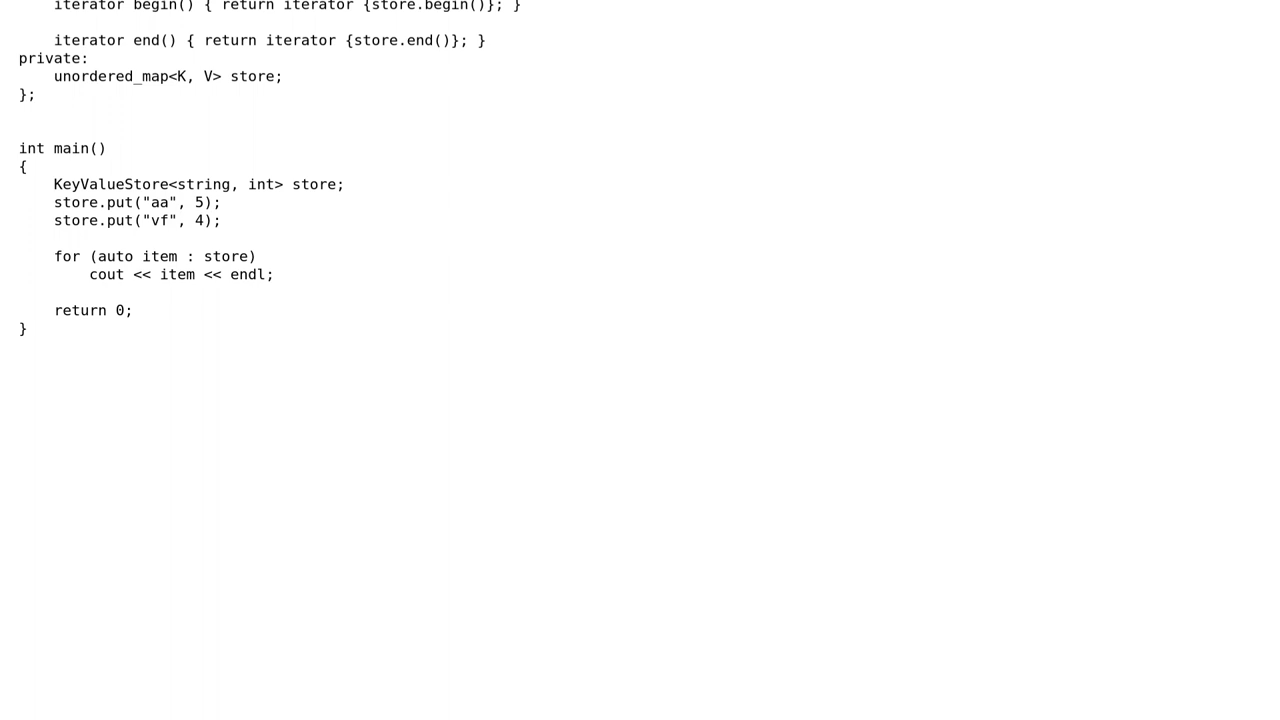 iterator begin() { return iterator {store.begin()}; }
iterator end() { return iterator {store.end()}; }
private:
unordered_map<K, V> store;
};
int main()
{
KeyValueStore<string, int> store;
store.put("aa", 5);
store.put("vf", 4);
for (auto item : store)
cout << item << endl;
return 0;
}